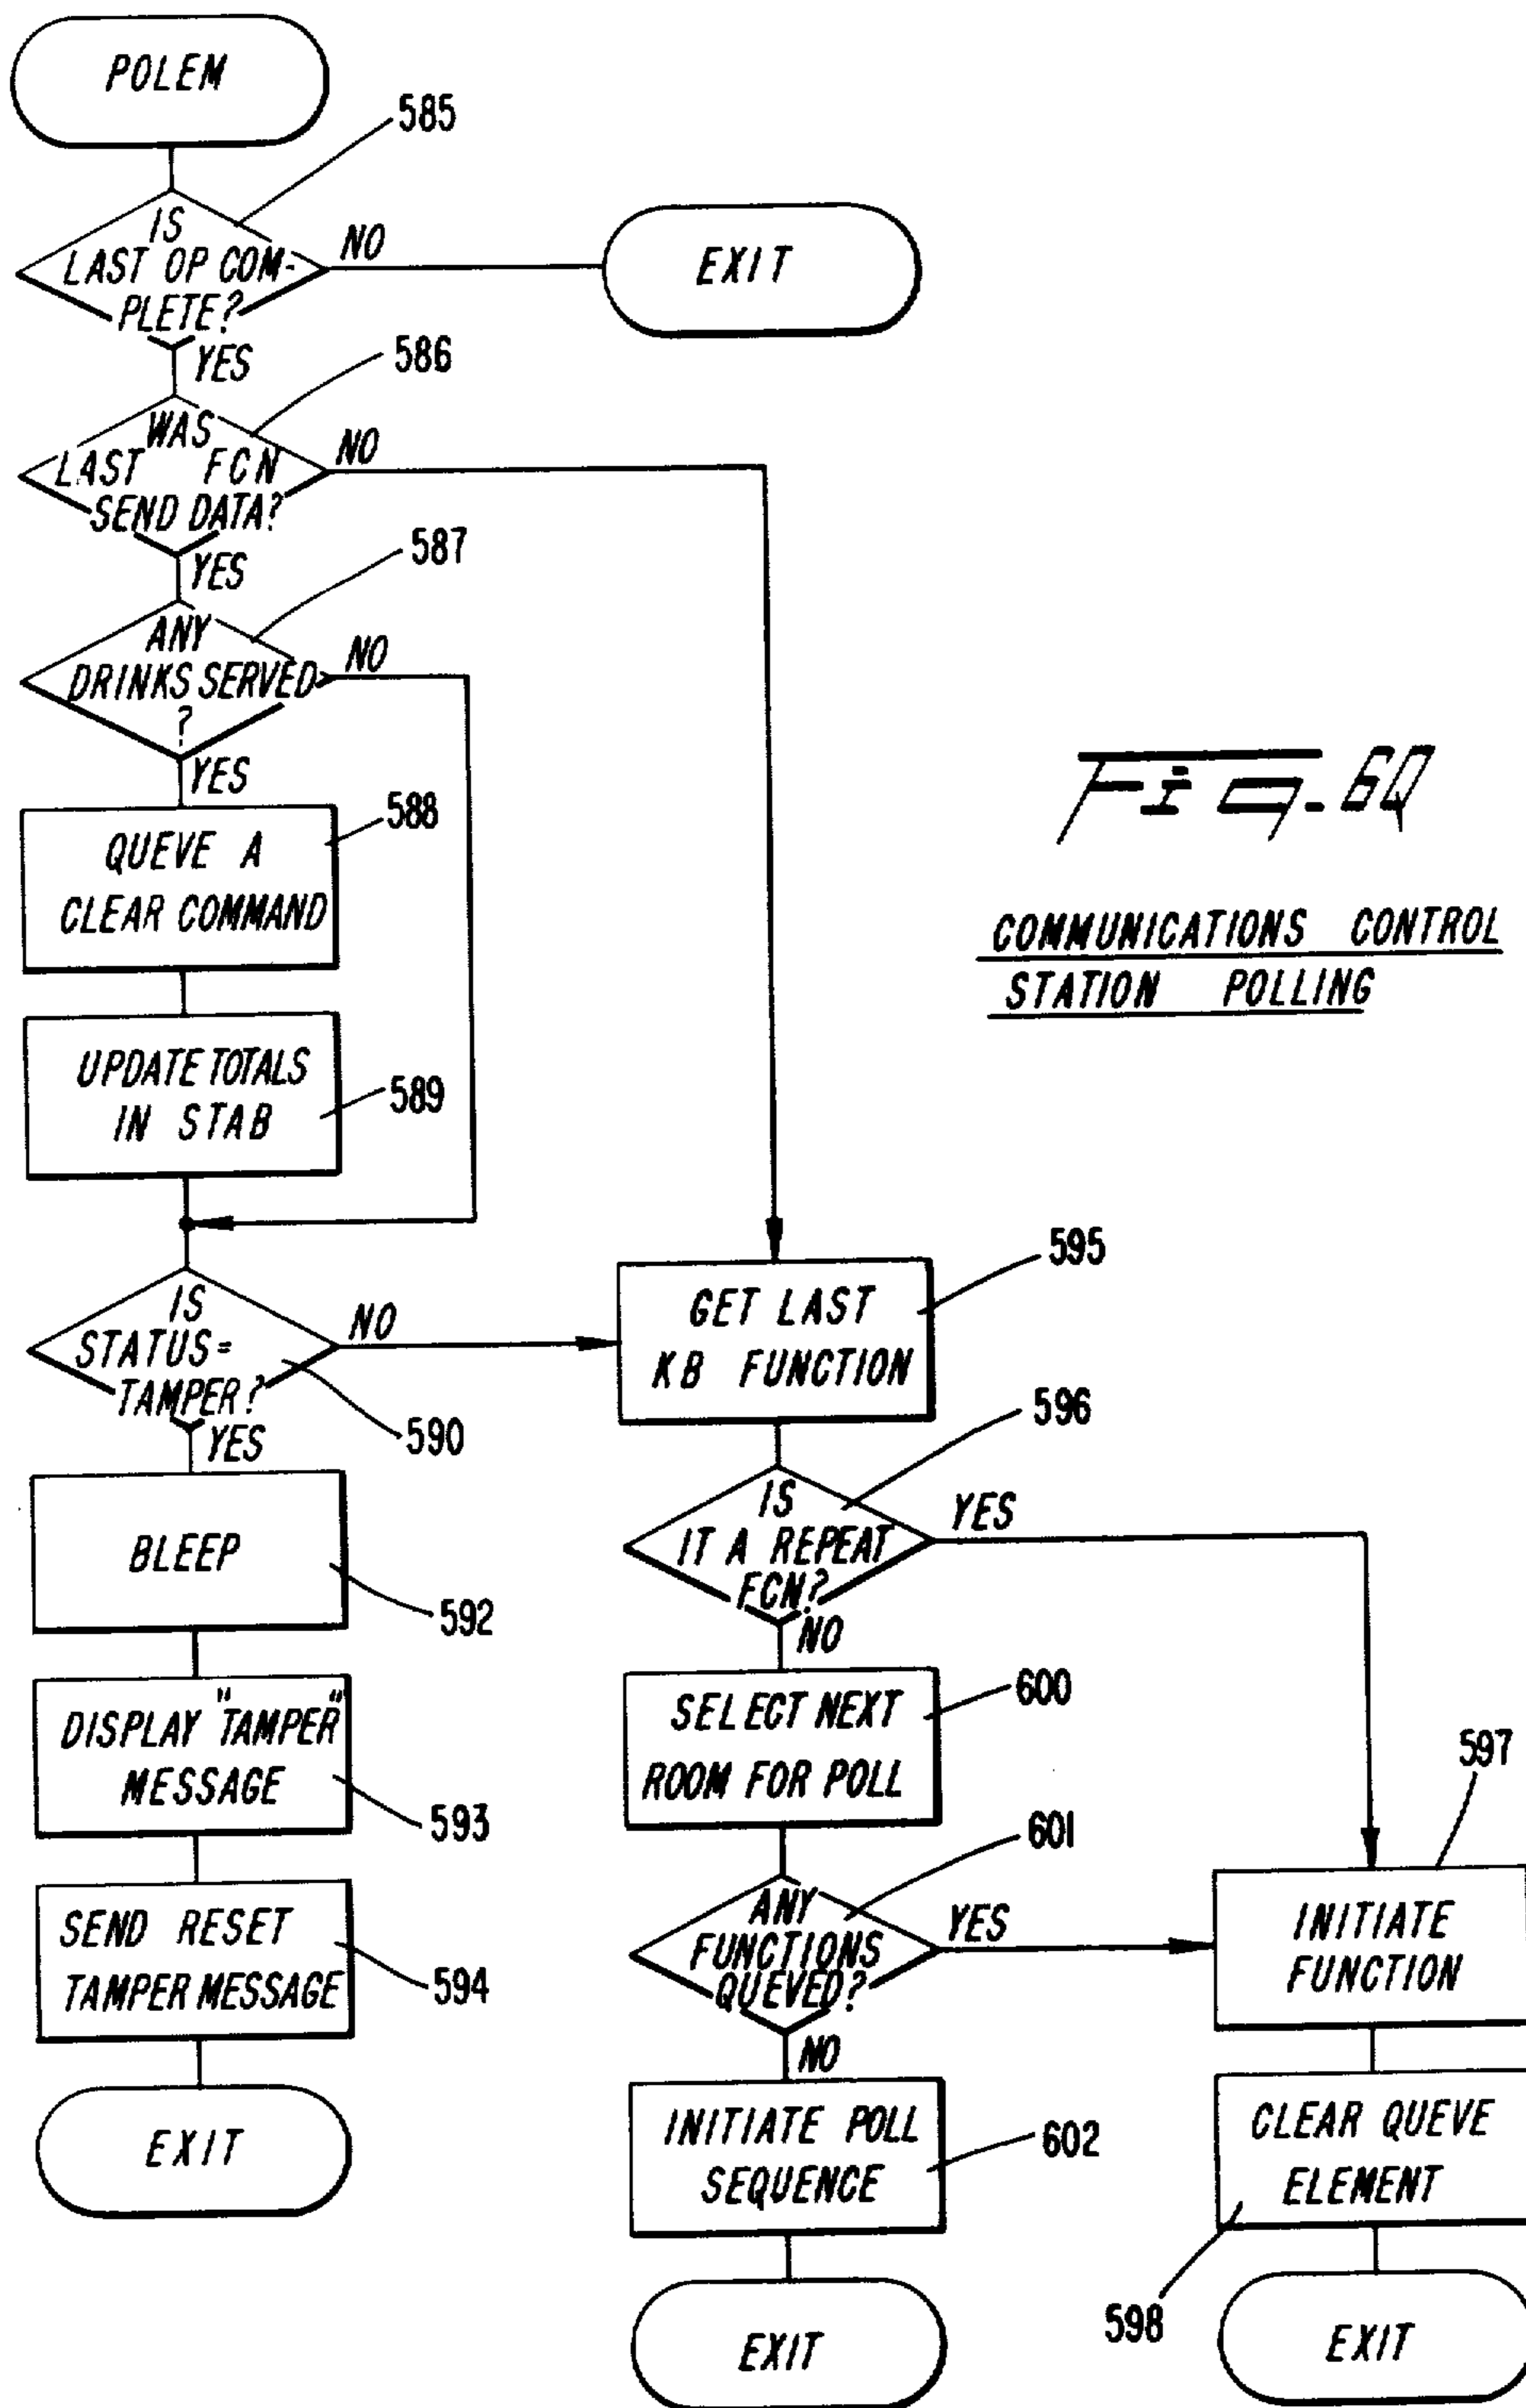 POLEM
585
IS
LAST OP COM-
PLETE?
NO
EXIT
YES
586
WAS
LAST FCN
SEND DATA?
NO
YES
587
ANY
DRINKS SERVED
?
NO
YES
588
QUEVE A
CLEAR COMMAND
Fig. 6Q
COMMUNICATIONS CONTROL
STATION POLLING
UPDATE TOTALS
IN STAB
589
IS
STATUS=
TAMPER?
NO
590
YES
595
GET LAST
KB FUNCTION
596
IS
IT A REPEAT
FCN?
YES
NO
BLEEP
592
DISPLAY "TAMPER"
MESSAGE
593
SELECT NEXT
ROOM FOR POLL
600
597
601
ANY
FUNCTIONS
QUEVED?
YES
NO
INITIATE
FUNCTION
SEND RESET
TAMPER MESSAGE
594
EXIT
INITIATE POLL
SEQUENCE
602
CLEAR QUEVE
ELEMENT
598
EXIT
EXIT